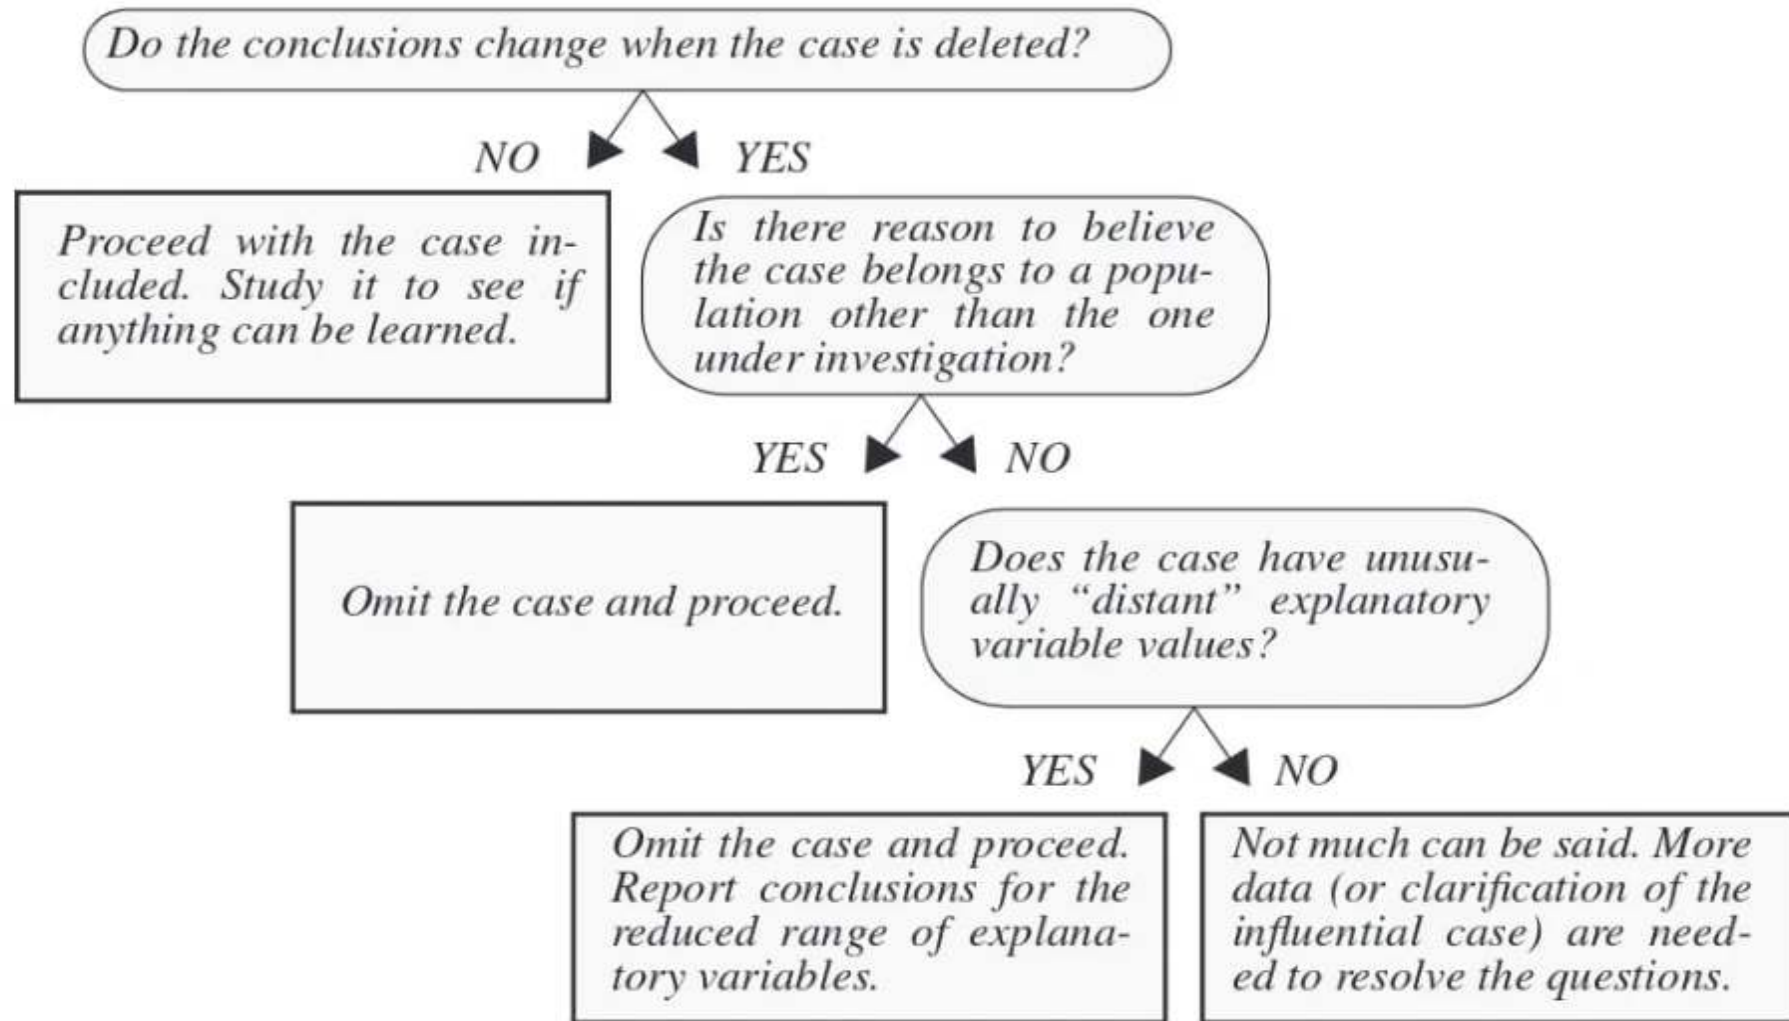 Do the conclusions change when the case is deleted?
NO
YES
Proceed with the case in-
cluded. Study it to see if
anything can be learned.
Is there reason to believe
the case belongs to a popu-
lation other than the one
under investigation?
YES
NO
Omit the case and proceed.
Does the case have unusu-
ally “distant” explanatory
variable values?
YES
NO
Omit the case and proceed.
Report conclusions for the
reduced range of explana-
tory variables.
Not much can be said. More
data (or clarification of the
influential case) are need-
ed to resolve the questions.